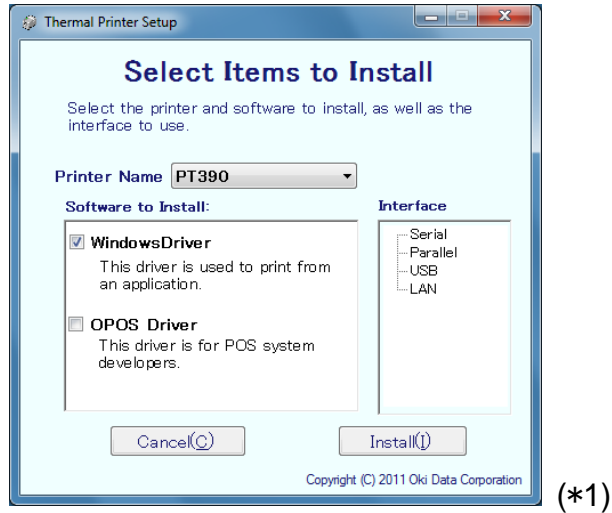 Thermal Printer Setup
Select Items to Install
Select the printer and software to install, as well as the
interface to use.
Printer Name PT390
Software to Install:
WindowsDriver
This driver is used to print from
an application.
OPOS Driver
This driver is for POS system
developers.
Interface
Serial
Parallel
USB
LAN
Cancel(C)
Install(I)
Copyright (C) 2011 Oki Data Corporation
(*1)